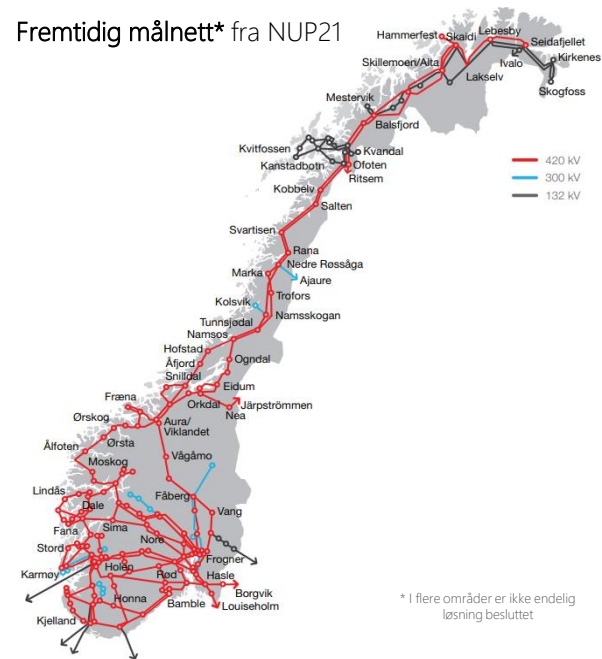 Fremtidig målnett* fra NUP21
Hammerfest
Skaidi
Lebesby
Seidafjellet
Kirkenes
Ivalo
Skillemoen/Alta
Lakselv
Skogfoss
Mestervik
Balsfjord
Kvitfossen
Kvandal
Kanstadbotn
Ofoten
Ritsem
420 kV
300 kV
132 kV
Kobbelv
Salten
Svartisen
Rana
Nedre Røssåga
Marka
Ajaure
Trofors
Kolsvik
Namsskogan
Tunnsjødal
Namsos
Hofstad
Ogndal
Åfjord
Snilldal
Eidum
Fræna
Orkdal
Järpströmmen
Nea
Ørskog
Aura/
Viklandet
Ørsta
Ålfoten
Vågåmo
Moskog
Lindås
Fåberg
Dale
Vang
Sima
Fana
Nore
Stord
Frogner
Holen
Karmøy
Rød
Hasle
Borgvik
Honna
Bamble
Louiseholm
Kjelland
* I flere områder er ikke endelig
løsning besluttet